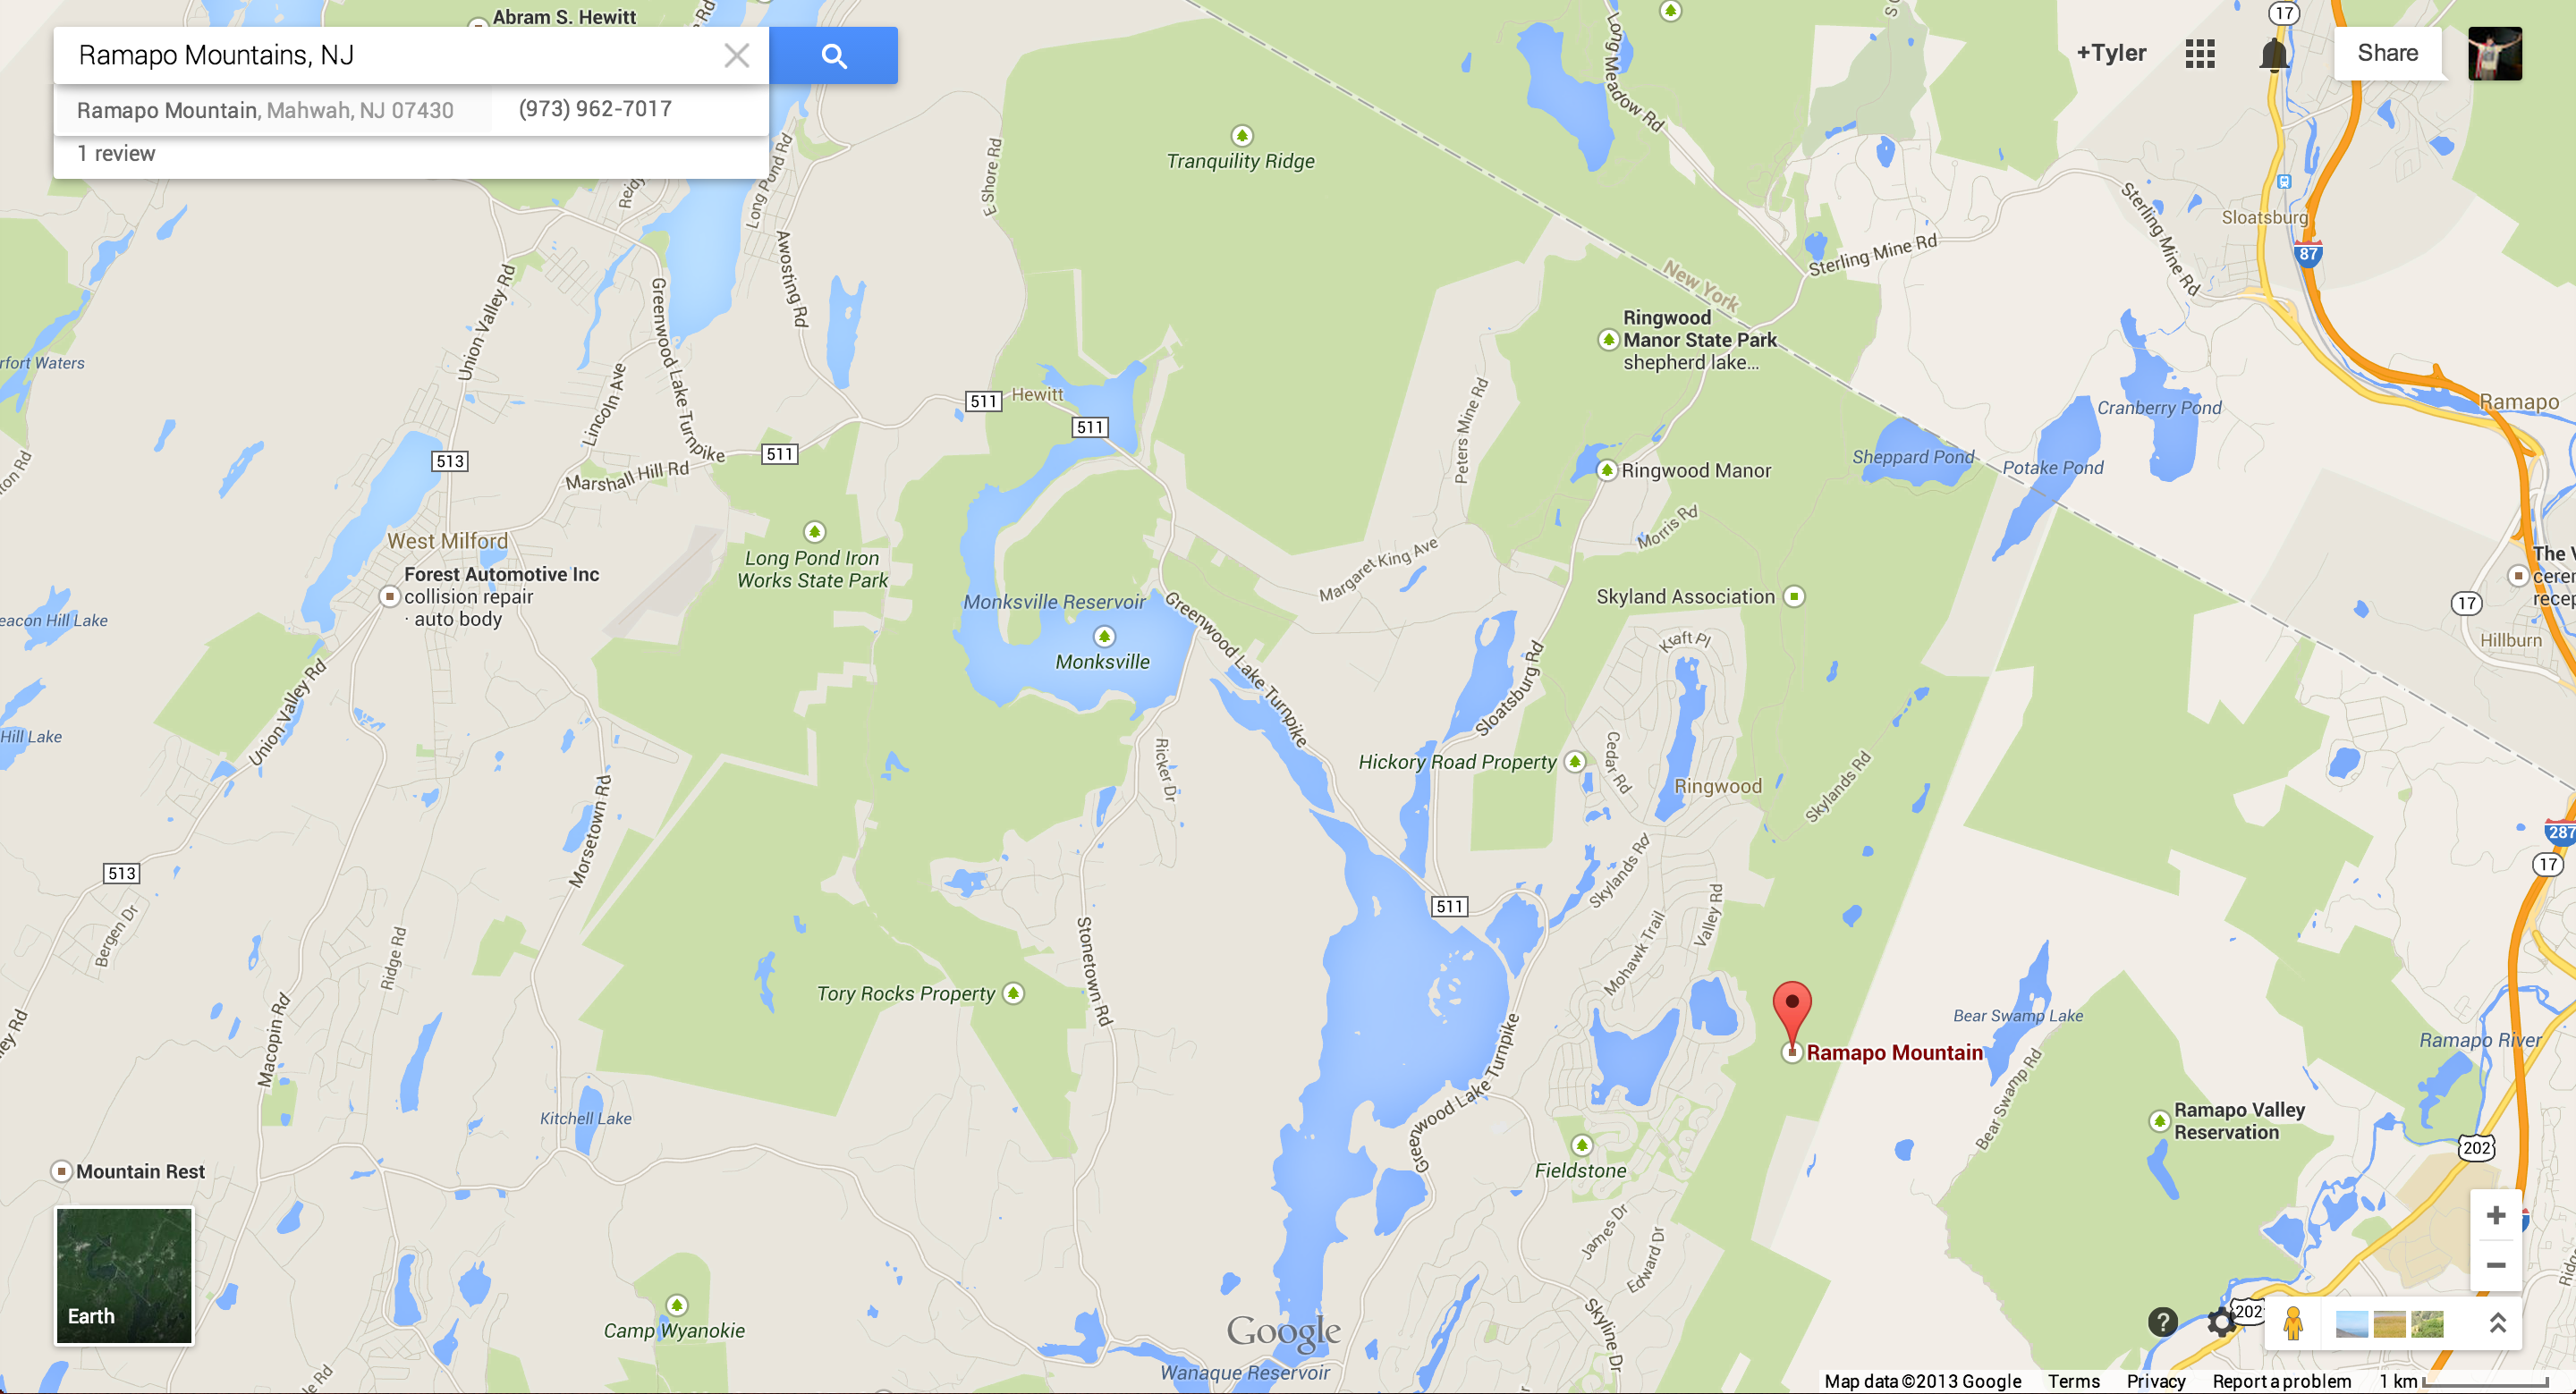 Abram S. Hewitt
Ramapo Mountains, NJ
Ramapo Mountain, Mahwah, NJ 07430
(973) 962-7017
1 review
+Tyler
Share
17
Long Meadow Rd
Tranquility Ridge
E Shore Rd
Long Pond Rd
Awosting Rd
Union Valley Rd
Greenwood Lake Turnpike
Lincoln Ave
Sterling Mine Rd
Sterling Mine Rd
Sloatsburg
87
New York
Ringwood
Manor State Park
shepherd lake...
Peters Mine Rd
511
Hewitt
511
511
513
Marshall Hill Rd
Ramapo
Cranberry Pond
Sheppard Pond
Potake Pond
Ringwood Manor
Morris Rd
Margaret King Ave
West Milford
Forest Automotive Inc
collision repair
· auto body
Long Pond Iron
Works State Park
Monksville Reservoir
Monksville
Greenwood Lake Turnpike
Skyland Association
17
Hillburn
Kraft Pl
Sloatsburg Rd
Hill Lake
Union Valley Rd
Ricker Dr
Hickory Road Property
Cedar Rd
Ringwood
Skylands Rd
Morsetown Rd
513
287
17
Bergen Dr
Ridge Rd
511
Skylands Rd
Valley Rd
Mohawk Trail
Stonetown Rd
Tory Rocks Property
Macopin Rd
Ramapo Mountain
Bear Swamp Lake
Bear Swamp Rd
Ramapo River
Greenwood Lake Turnpike
Kitchell Lake
Ramapo Valley
Reservation
202
Mountain Rest
Fieldstone
James Dr
Edward Dr
Skyline Dr
Earth
Camp Wyanokie
Google
Wanaque Reservoir
202
Map data ©2013 Google
Terms
Privacy
Report a problem
1 km